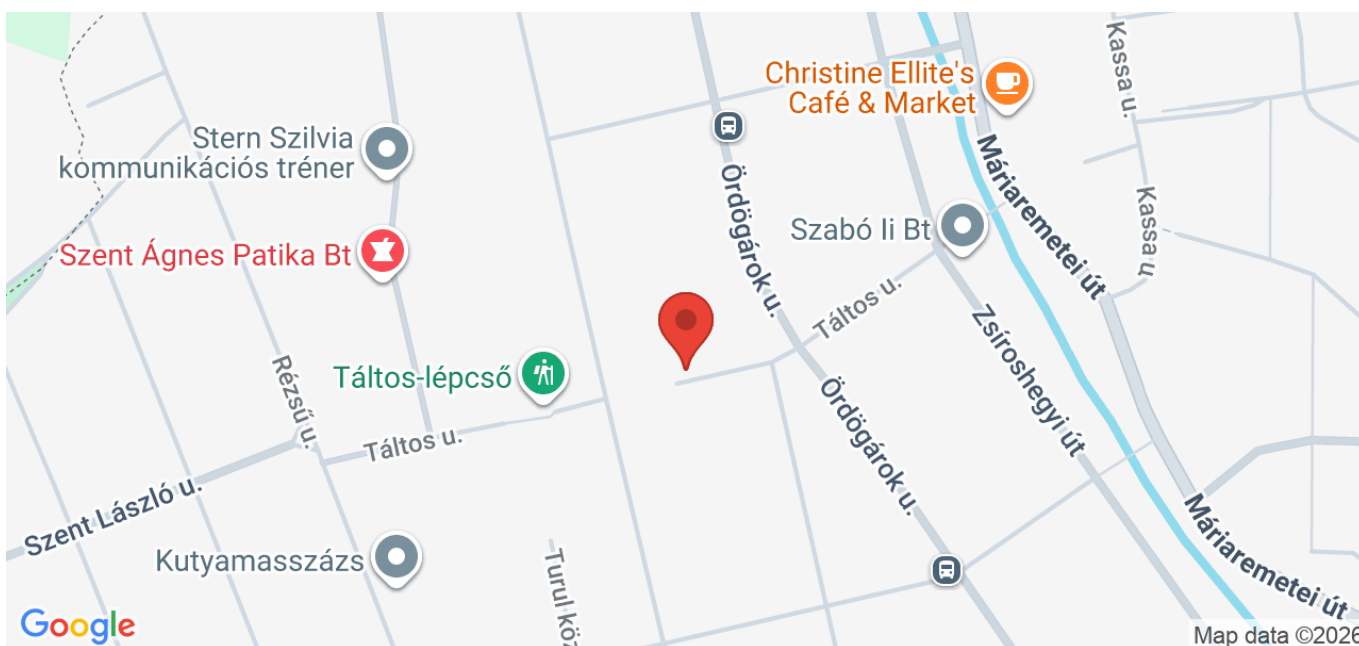 Christine Ellite's
Café & Market
Kassa u.
Stern Szilvia
kommunikációs tréner
Máriaremetei út
Ördögárok u.
Kassa u
Szabó Ii Bt
Szent Ágnes Patika Bt
Táltos u.
Zsíroshegyi út
Táltos-lépcső
Rézsű u.
Ördögárok u.
Táltos u.
Szent László u.
Máriaremetei út
Kutyamasszázs
Turul köz
Google
Map data ©2026